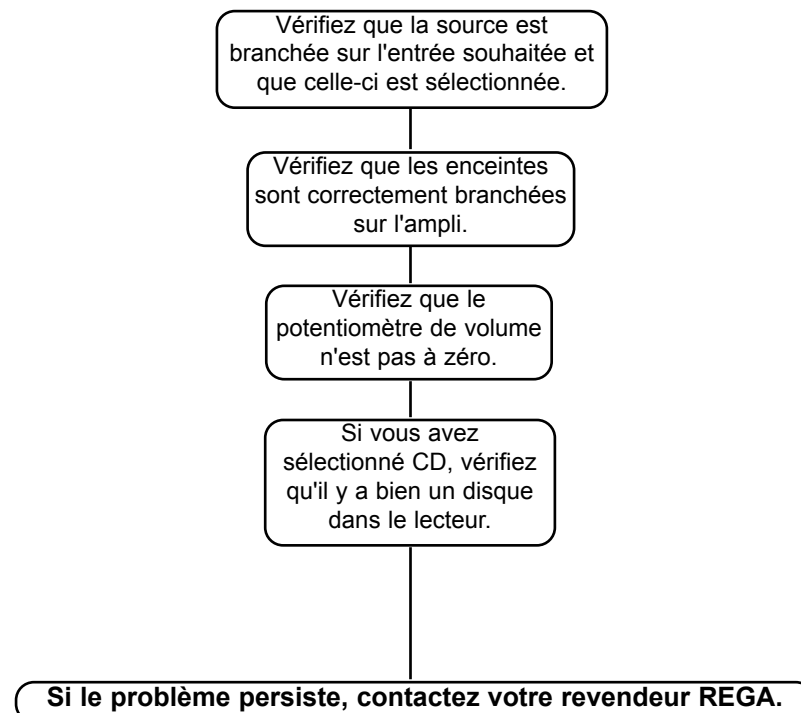 Vérifiez que la source est
branchée sur l'entrée souhaitée et
que celle-ci est sélectionnée.
Vérifiez que les enceintes
sont correctement branchées
sur l'ampli.
Vérifiez que le
potentiomètre de volume
n'est pas à zéro.
Si vous avez
sélectionné CD, vérifiez
qu'il y a bien un disque
dans le lecteur.
Si le problème persiste, contactez votre revendeur REGA.